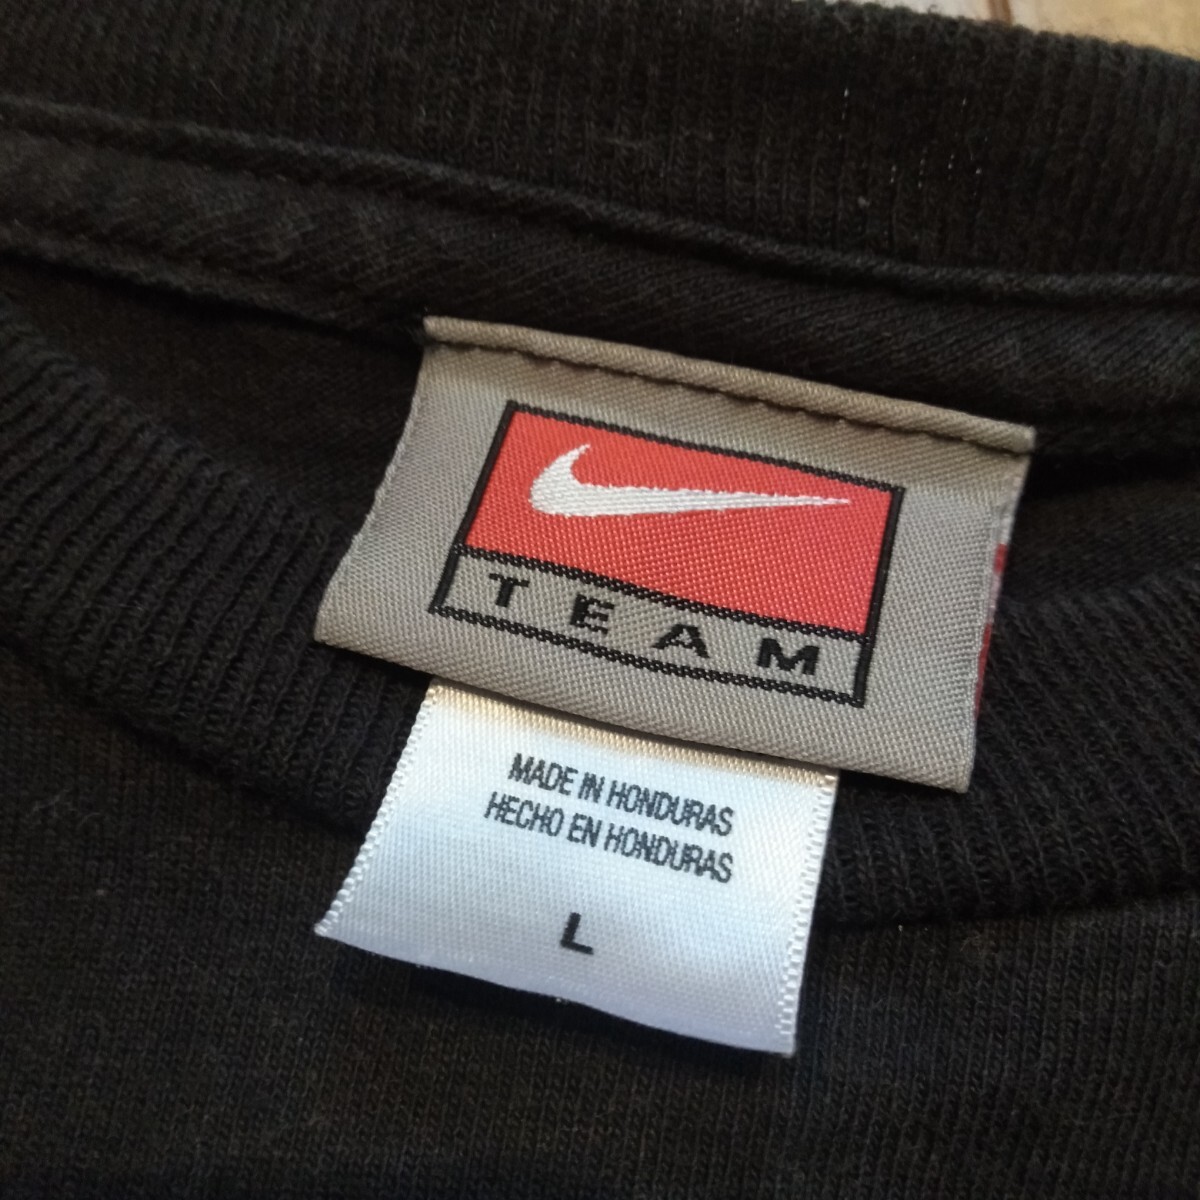 TEAM
MADE IN HONDURAS
HECHO EN HONDURAS
L